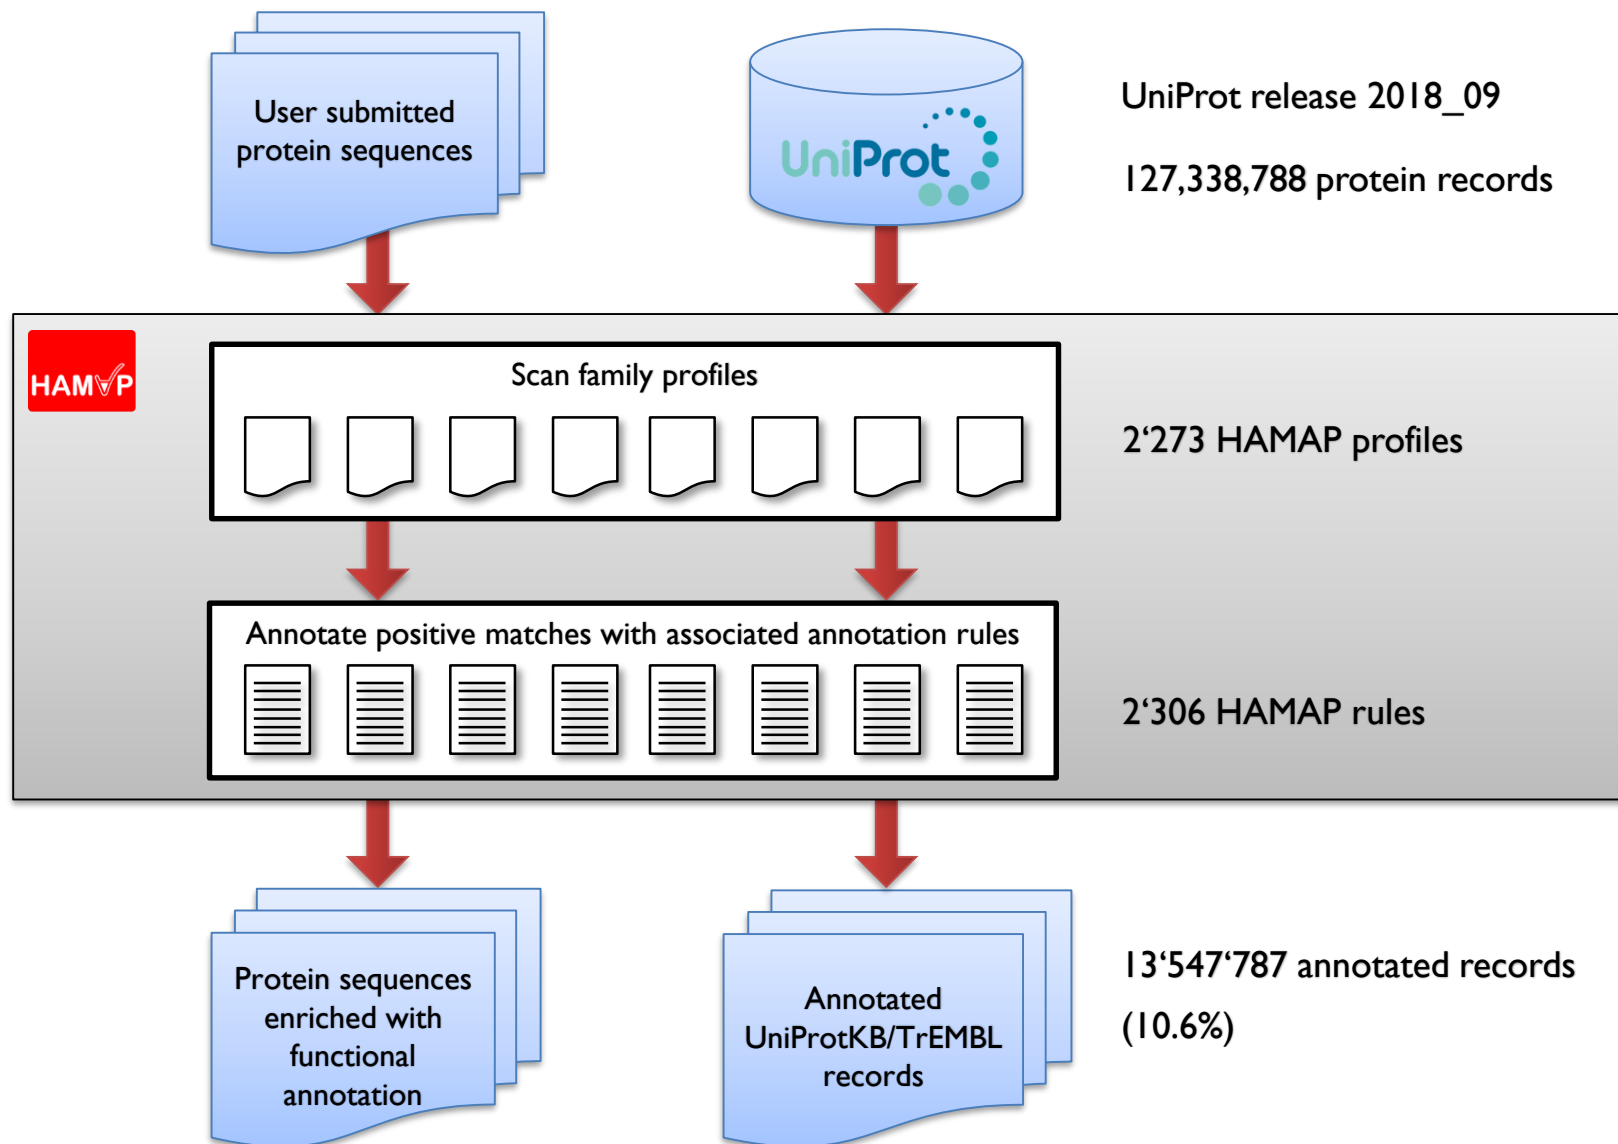 User submitted
protein sequences
UniProt
UniProt release 2018_09
127,338,788 protein records
HAMAP
Scan family profiles
2‘273 HAMAP profiles
Annotate positive matches with associated annotation rules
2‘306 HAMAP rules
Protein sequences
enriched with
functional
annotation
Annotated
UniProtKB/TrEMBL
records
13‘547‘787 annotated records
(10.6%)